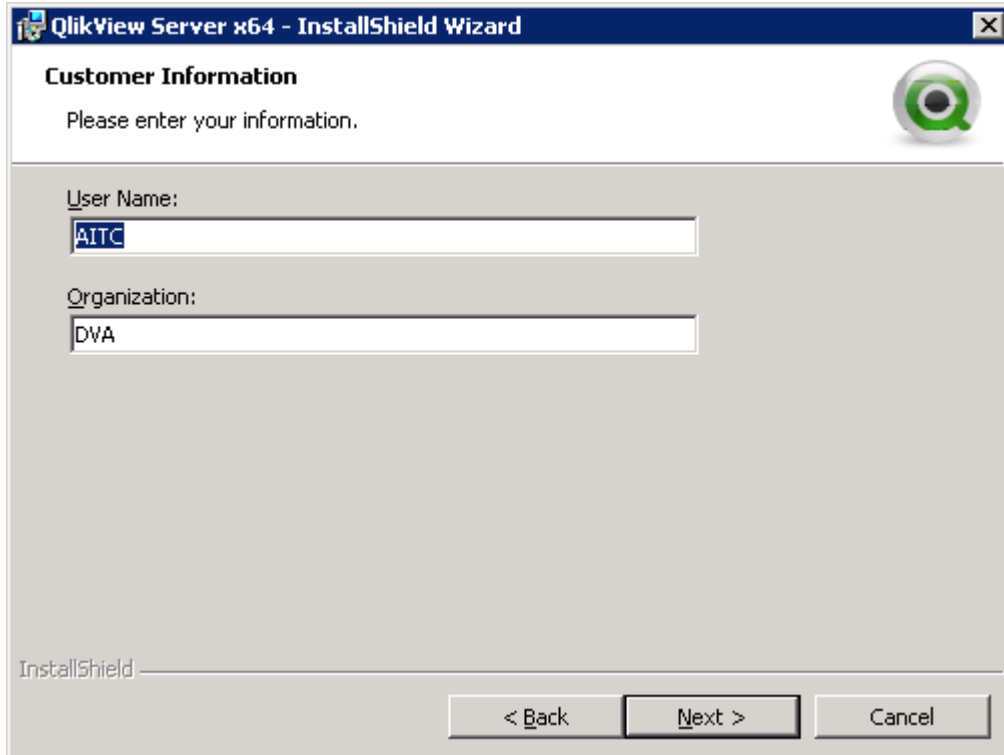 QlikView Server x64 - InstallShield Wizard
Customer Information
Please enter your information.
User Name:
AITC
Organization:
DVA
InstallShield
< Back Next > Cancel